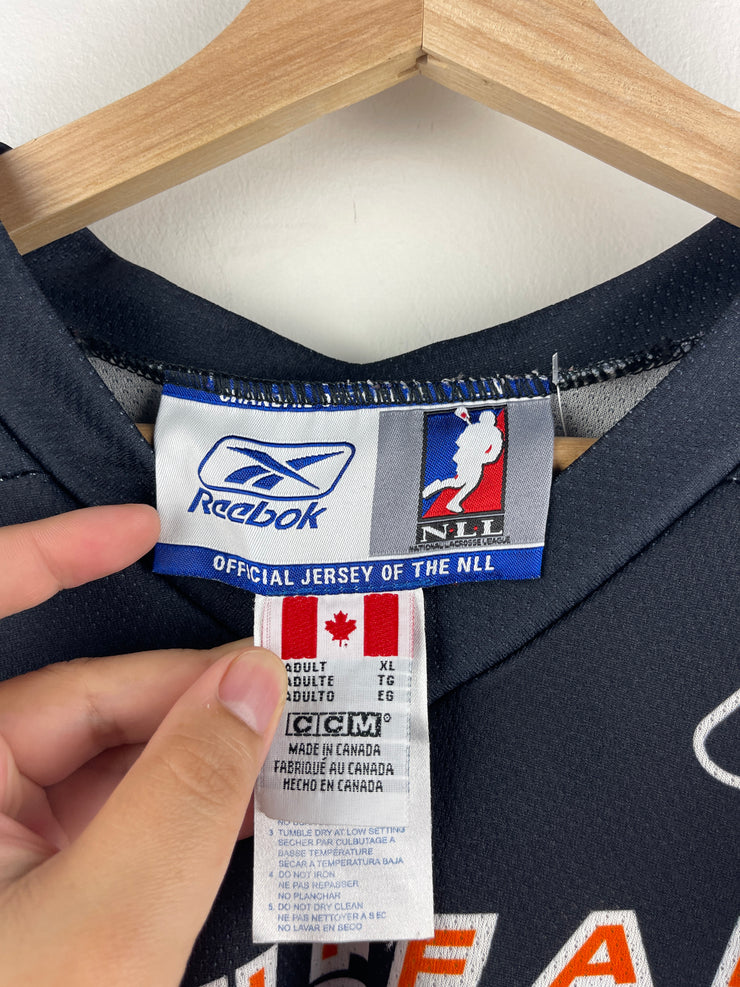 Reebok
N·L·L
NATIONAL LACROSSE LEAGUE
OFFICIAL JERSEY OF THE NLL
ADULT XL
ADULTE TG
ADULTO EG
CCM
MADE IN CANADA
FABRIQUÉ AU CANADA
HECHO EN CANADA
3 TUMBLE DRY AT LOW SETTING
SECHER PAR CULBUTAGE A
BASSE TEMPÉRATURE
SECAR A TEMPERATURA BAJA
4 DO NOT IRON
NE PAS REPASSER
NO PLANCHAR
5. DO NOT DRY CLEAN
NE PAS NETTOYER A SEC
NO LAVAR EN SECO